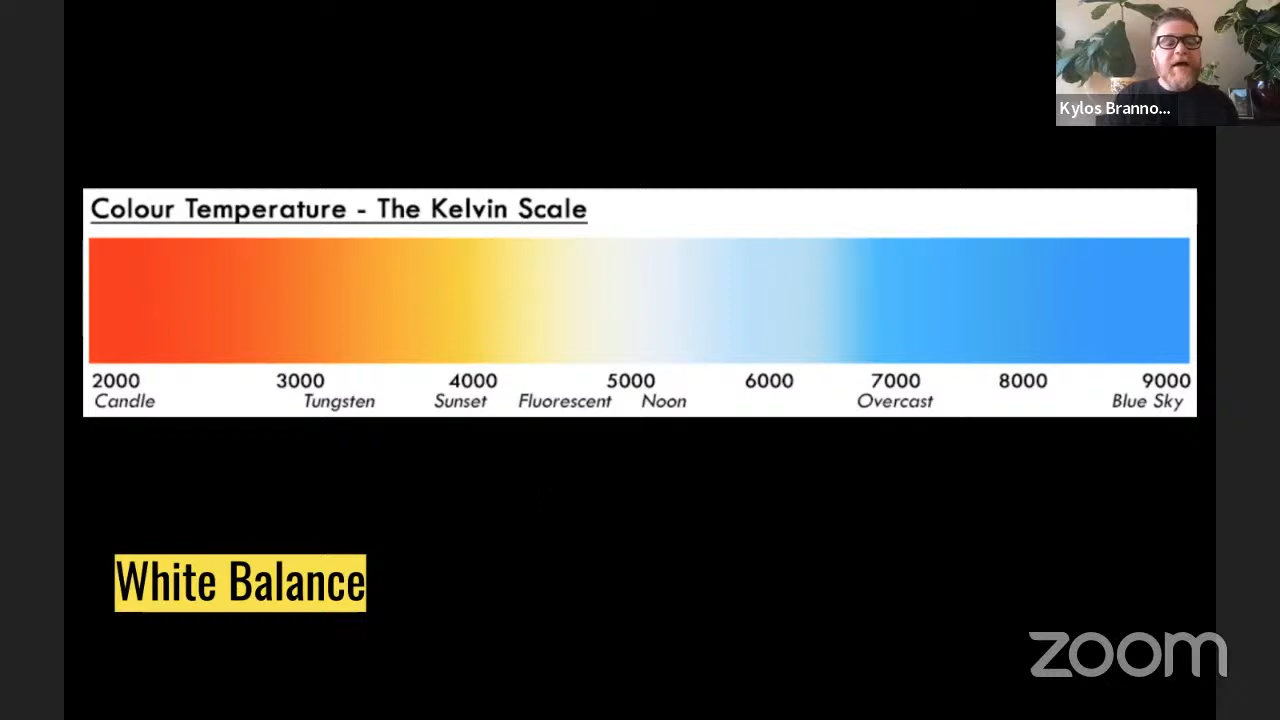 Kylos Branno...
Colour Temperature - The Kelvin Scale
2000 3000 4000 5000 6000 7000 8000 9000
Candle Tungsten Sunset Fluorescent Noon Overcast Blue Sky
White Balance
zoom